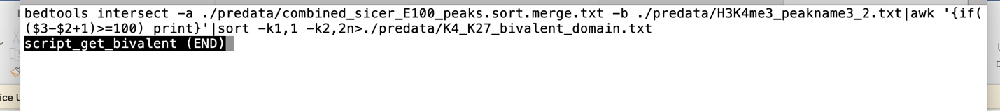 bedtools intersect -a ./predata/combined_sicer_E100_peaks.sort.merge.txt -b ./predata/H3K4me3_peakname3_2.txt|awk '{if(
($3-$2+1)>=100) print}'|sort -k1,1 -k2,2n>./predata/K4_K27_bivalent_domain.txt
script_get_bivalent (END)
ice U